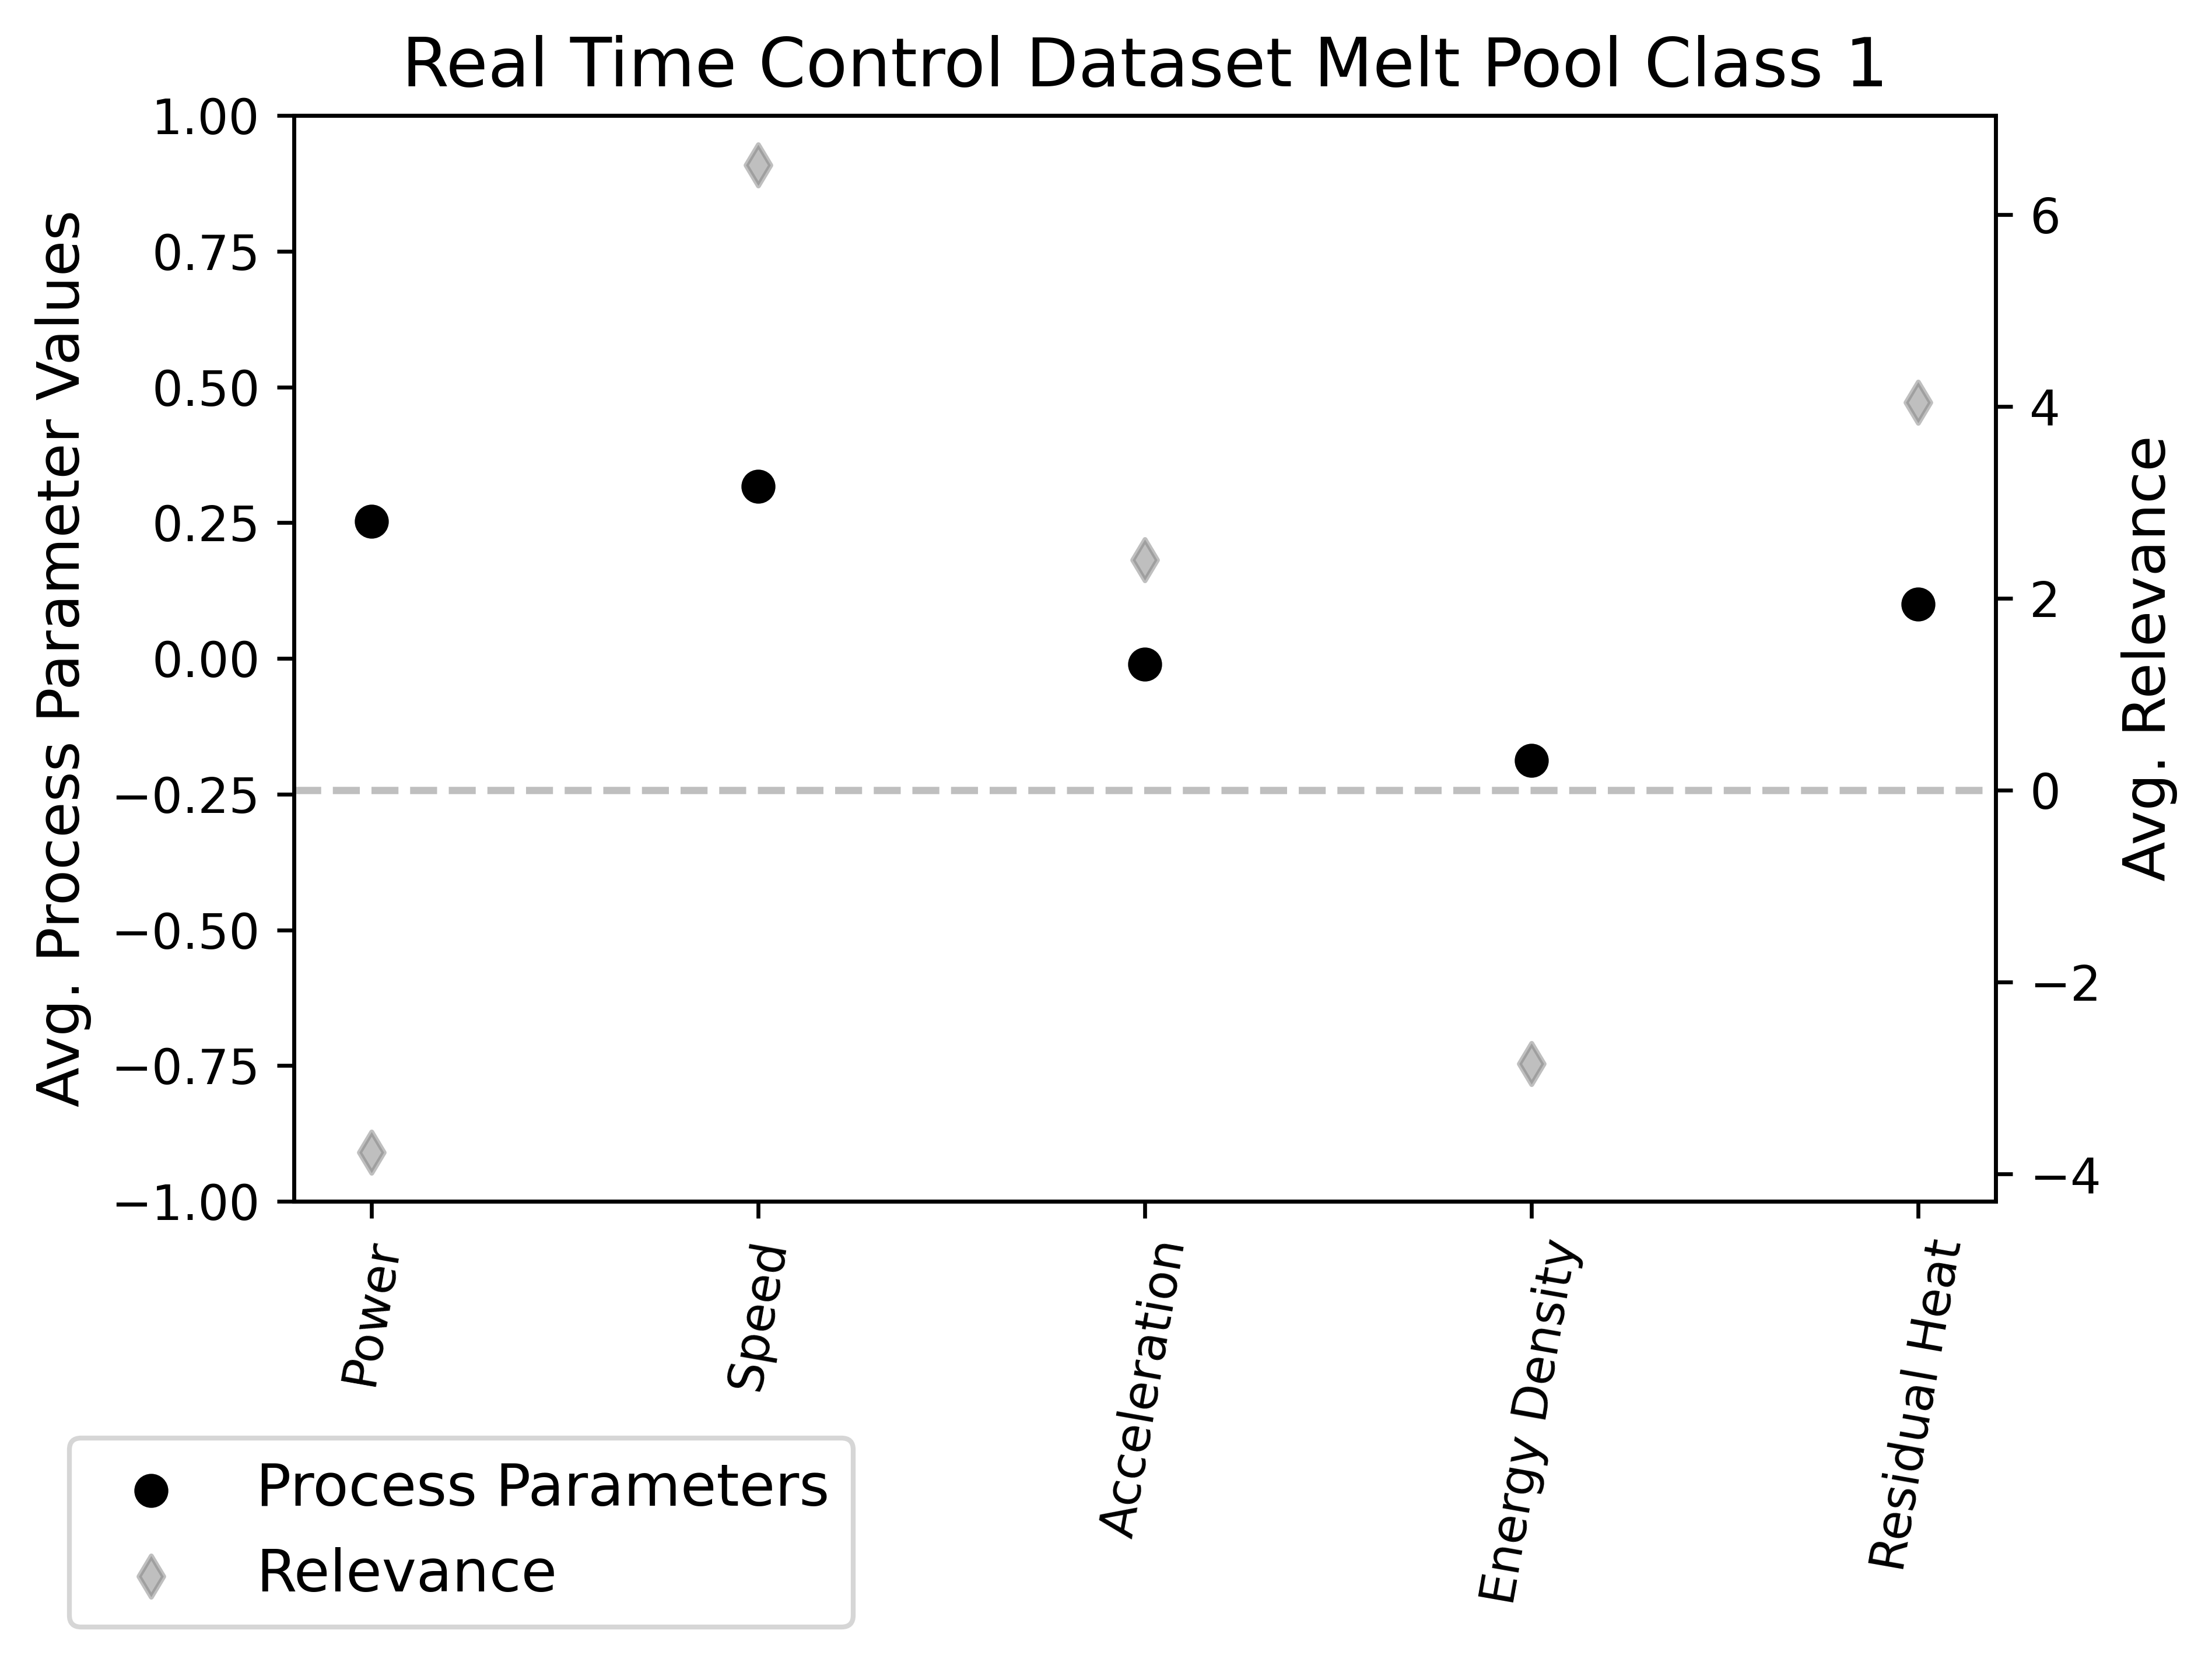 Real Time Control Dataset Melt Pool Class 1
Avg. Process Parameter Values
1.00
0.75
0.50
0.25
0.00
−0.25
−0.50
−0.75
−1.00
6
4
2
0
−2
−4
Avg. Relevance
Power
Speed
Acceleration
Energy Density
Residual Heat
Process Parameters
Relevance